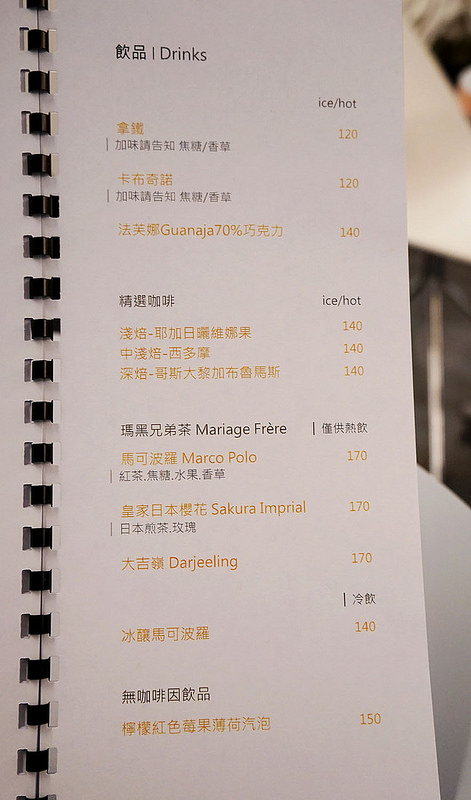 飲品 | Drinks
ice/hot
拿鐵 120
| 加味請告知 焦糖/香草
卡布奇諾 120
| 加味請告知 焦糖/香草
法芙娜Guanaja70%巧克力 140
精選咖啡 ice/hot
淺焙-耶加日曬維娜果 140
中淺焙-西多摩 140
深焙-哥斯大黎加布魯馬斯 140
瑪黑兄弟茶 Mariage Frère | 僅供熱飲
馬可波羅 Marco Polo 170
| 紅茶.焦糖.水果.香草
皇家日本櫻花 Sakura Imprial 170
| 日本煎茶.玫瑰
大吉嶺 Darjeeling 170
| 冷飲
冰釀馬可波羅 140
無咖啡因飲品
檸檬紅色莓果薄荷汽泡 150